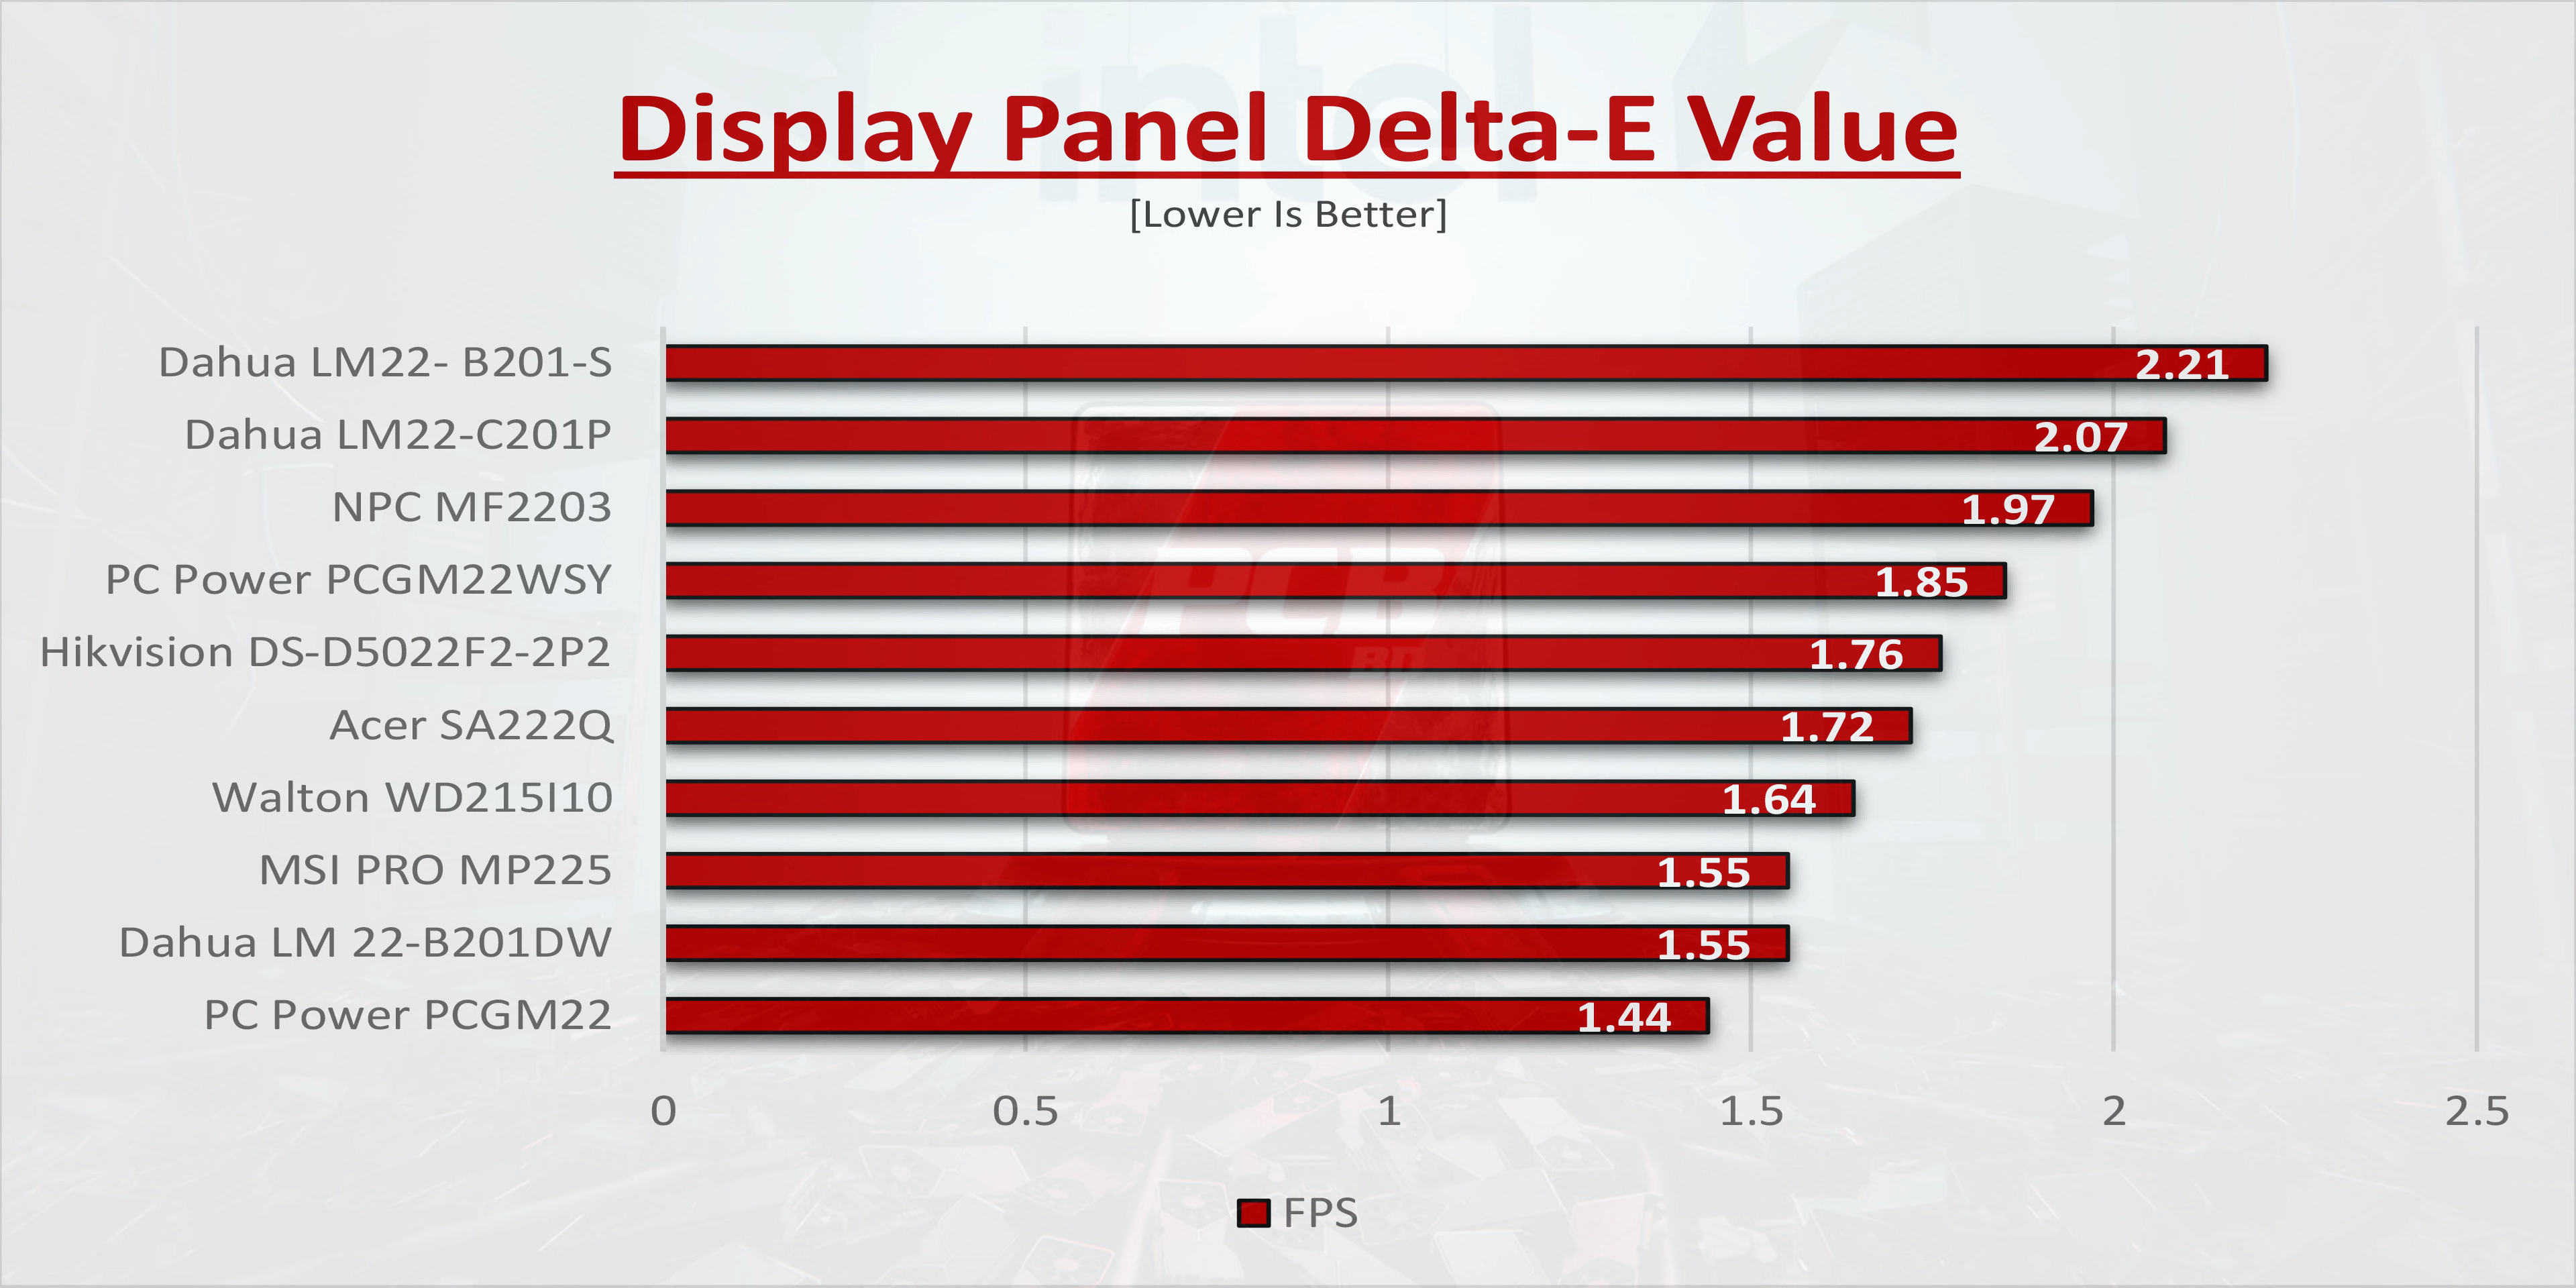 intel
Display Panel Delta-E Value
[Lower Is Better]
Dahua LM22- B201-S 2.21
Dahua LM22-C201P 2.07
NPC MF2203 1.97
PC Power PCGM22WSY 1.85
Hikvision DS-D5022F2-2P2 1.76
Acer SA222Q 1.72
Walton WD215I10 1.64
MSI PRO MP225 1.55
Dahua LM 22-B201DW 1.55
PC Power PCGM22 1.44
PCB
BD
0 0.5 1 1.5 2 2.5
FPS